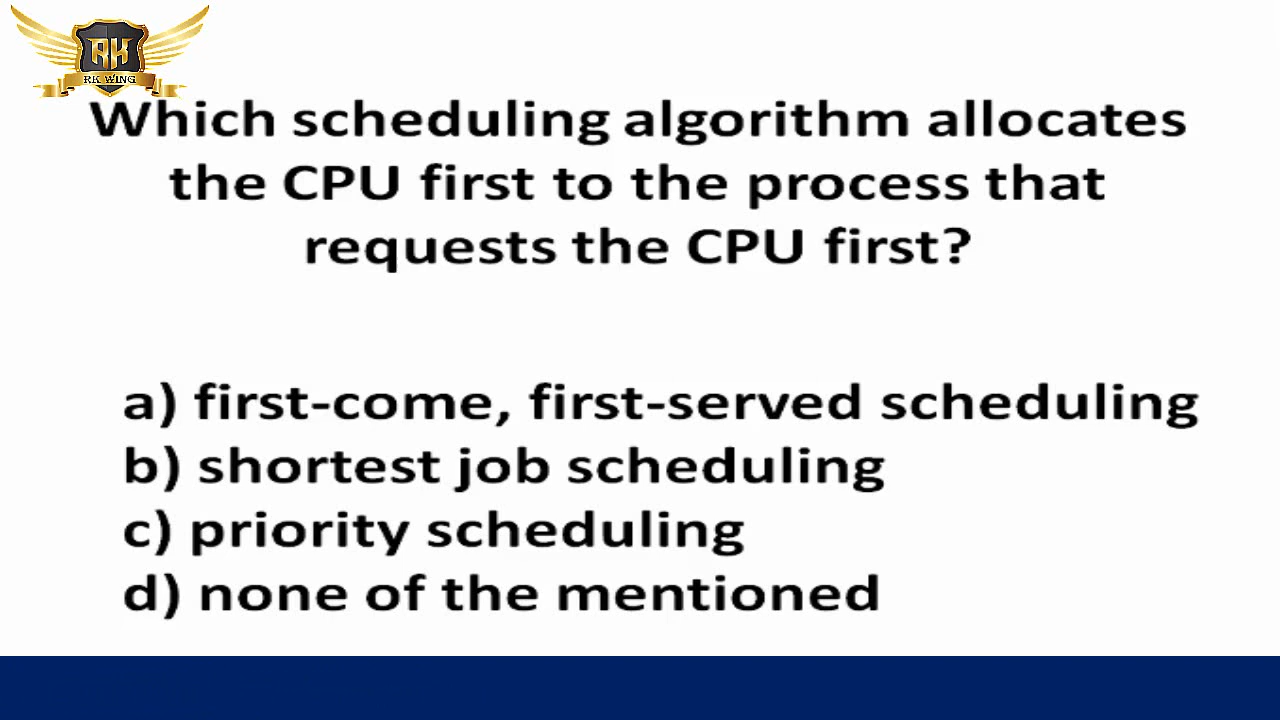 RK
RK WING
Which scheduling algorithm allocates
the CPU first to the process that
requests the CPU first?
a) first-come, first-served scheduling
b) shortest job scheduling
c) priority scheduling
d) none of the mentioned